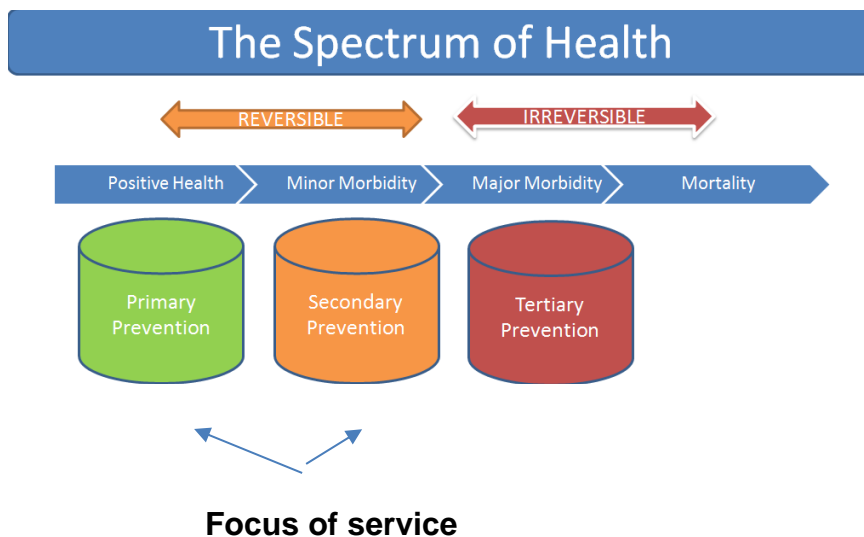 The Spectrum of Health
REVERSIBLE
IRREVERSIBLE
Positive Health
Minor Morbidity
Major Morbidity
Mortality
Primary
Prevention
Secondary
Prevention
Tertiary
Prevention
Focus of service